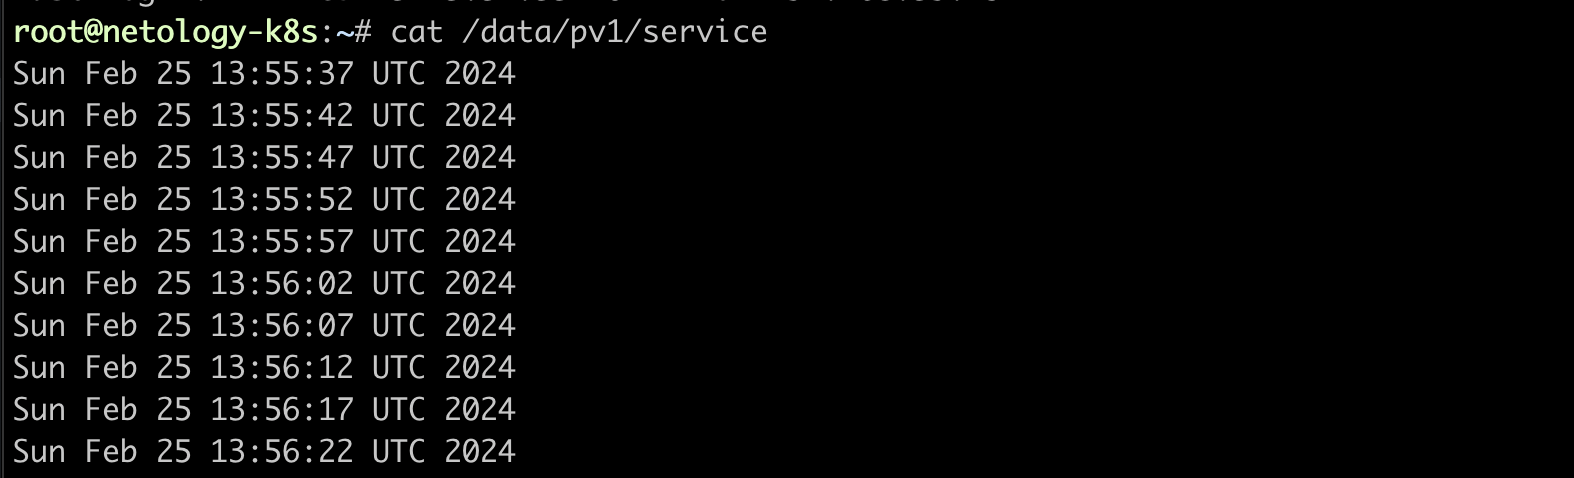 root@netology-k8s:~# cat /data/pv1/service
Sun Feb 25 13:55:37 UTC 2024
Sun Feb 25 13:55:42 UTC 2024
Sun Feb 25 13:55:47 UTC 2024
Sun Feb 25 13:55:52 UTC 2024
Sun Feb 25 13:55:57 UTC 2024
Sun Feb 25 13:56:02 UTC 2024
Sun Feb 25 13:56:07 UTC 2024
Sun Feb 25 13:56:12 UTC 2024
Sun Feb 25 13:56:17 UTC 2024
Sun Feb 25 13:56:22 UTC 2024